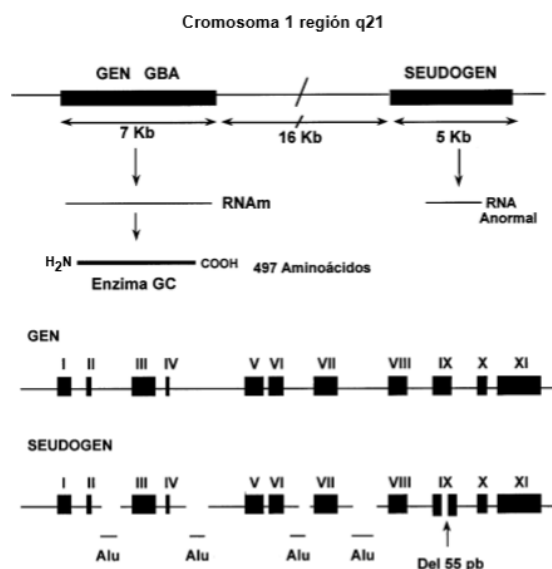 Cromosoma 1 región q21
GEN GBA SEUDOGEN
7 Kb 16 Kb 5 Kb
RNAm RNA
Anormal
H2N COOH 497 Aminoácidos
Enzima GC
GEN
I II III IV V VI VII VIII IX X XI
SEUDOGEN
I II III IV V VI VII VIII IX X XI
Alu Alu Alu Alu Del 55 pb